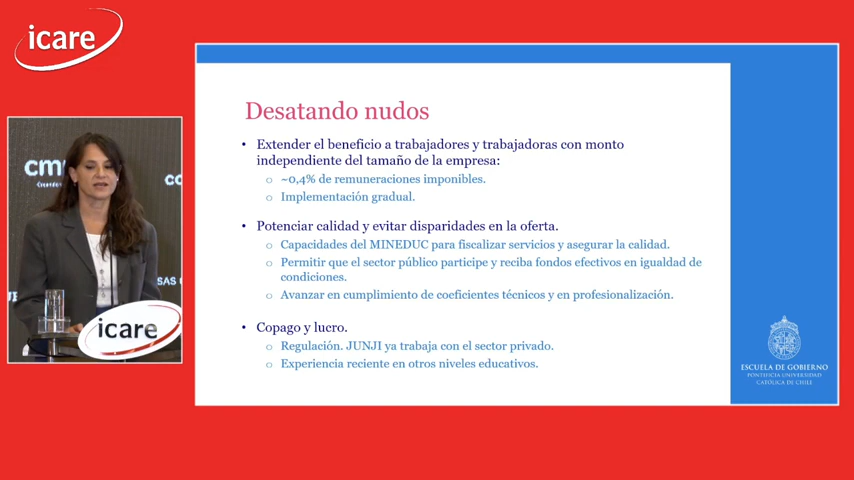 icare
Desatando nudos
• Extender el beneficio a trabajadores y trabajadoras con monto
independiente del tamaño de la empresa:
o ~0,4% de remuneraciones imponibles.
o Implementación gradual.
• Potenciar calidad y evitar disparidades en la oferta.
o Capacidades del MINEDUC para fiscalizar servicios y asegurar la calidad.
o Permitir que el sector público participe y reciba fondos efectivos en igualdad de
condiciones.
o Avanzar en cumplimiento de coeficientes técnicos y en profesionalización.
• Copago y lucro.
o Regulación. JUNJI ya trabaja con el sector privado.
o Experiencia reciente en otros niveles educativos.
icare
ESCUELA DE GOBIERNO
PONTIFICIA UNIVERSIDAD
CATÓLICA DE CHILE